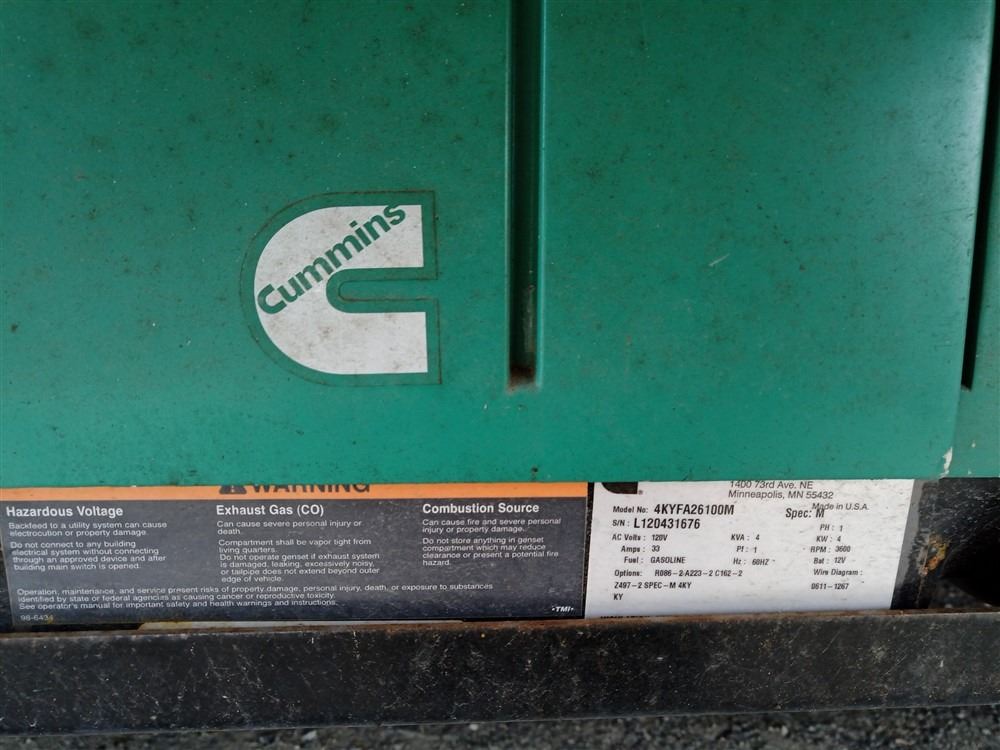 Cummins
WARNING
Hazardous Voltage
Backfeed to a utility system can cause
electrocution or property damage.
Do not connect to any building
electrical system without connecting
through an approved device and after
building main switch is opened.
Exhaust Gas (CO)
Can cause severe personal injury or
death.
Compartment shall be vapor tight from
living quarters.
Do not operate genset if exhaust system
is damaged, leaking, excessively noisy,
or tailpipe does not extend beyond outer
edge of vehicle.
Combustion Source
Can cause fire and severe personal
injury or property damage.
Do not store anything in genset
compartment which may reduce
clearance or present a potential fire
hazard.
Operation, maintenance, and service present risks of property damage, personal injury, death, or exposure to substances
identified by state or federal agencies as causing cancer or reproductive toxicity.
See operator's manual for important safety and health warnings and instructions.
98-6434
-TMI-
1400 73rd Ave. NE
Minneapolis, MN 55432
Made in U.S.A.
Model No: 4KYFA26100M Spec: M
S/N: L120431676 PH: 1
AC Volts: 120V KVA: 4 KW: 4
Amps: 33 Pf: 1 RPM: 3600
Fuel: GASOLINE Hz: 60HZ Bat: 12V
Options: R086-2 A223-2 C162-2 Wire Diagram:
Z497-2 SPEC-M 4KY 0611-1267
KY